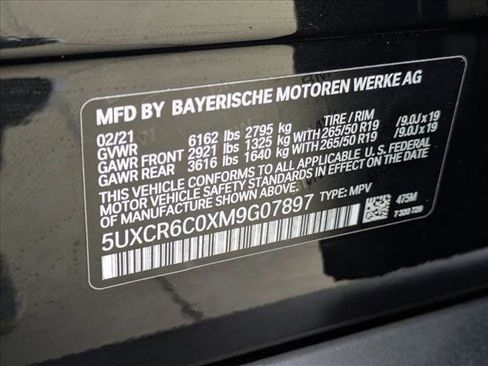 MFD BY BAYERISCHE MOTOREN WERKE AG
02/21 TIRE / RIM
GVWR 6162 lbs 2795 kg
GAWR FRONT 2921 lbs 1325 kg WITH 265/50 R19 /9.0J x 19
GAWR REAR 3616 lbs 1640 kg WITH 265/50 R19 /9.0J x 19
THIS VEHICLE CONFORMS TO ALL APPLICABLE FEDERAL
MOTOR VEHICLE SAFETY STANDARDS IN EFFECT ON THE
DATE OF MANUFACTURE SHOWN ABOVE.
5UXCR6C0XM9G07897 TYPE: MPV
475M
7 320 720